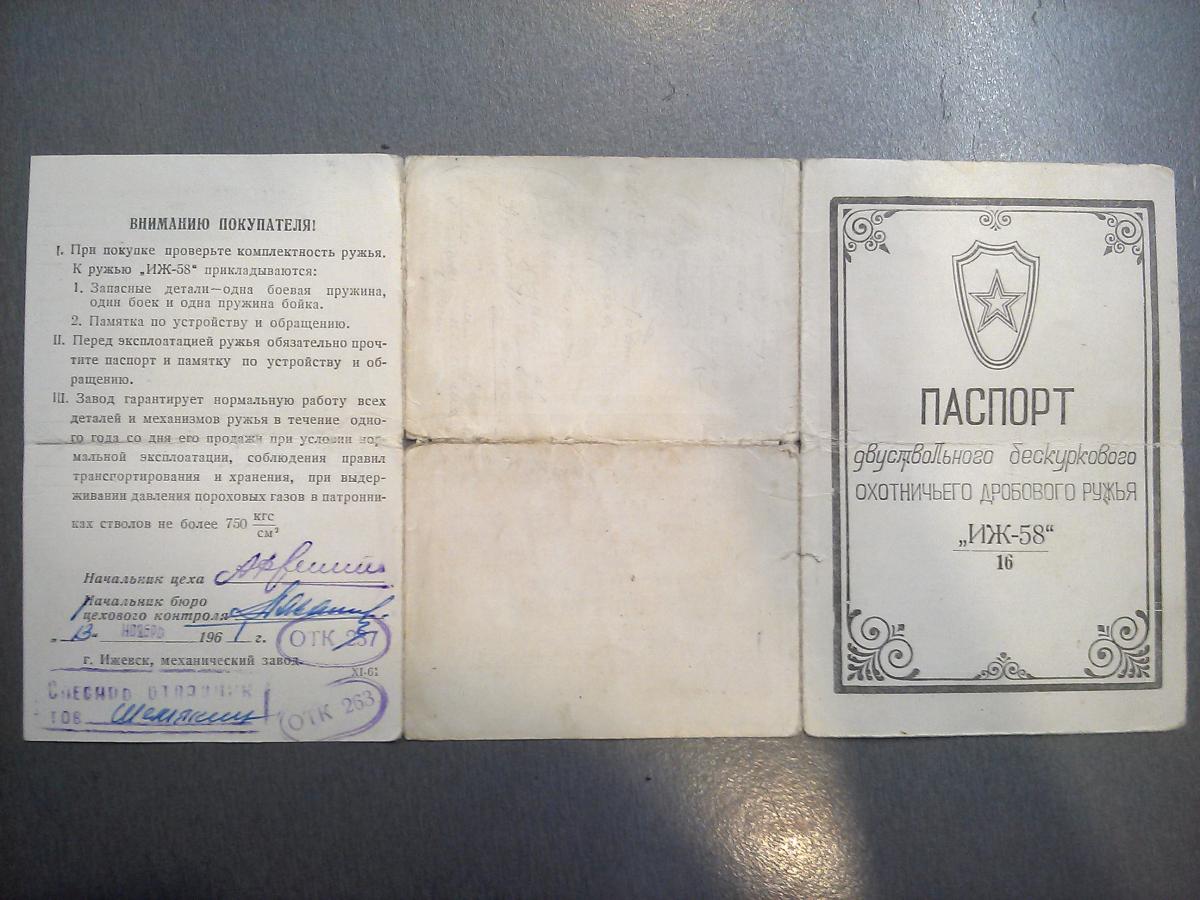 ВНИМАНИЮ ПОКУПАТЕЛЯ!
I. При покупке проверьте комплектность ружья.
К ружью „ИЖ-58“ прикладываются:
1. Запасные детали—одна боевая пружина,
один боек и одна пружина бойка.
2. Памятка по устройству и обращению.
II. Перед эксплоатацией ружья обязательно проч-
тите паспорт и памятку по устройству и об-
ращению.
III. Завод гарантирует нормальную работу всех
деталей и механизмов ружья в течение одно-
го года со дня его продажи при условии нор-
мальной эксплоатации, соблюдения правил
транспортирования и хранения, при выдер-
живании давления пороховых газов в патронни-
ках стволов не более 750 кгс/см²
Начальник цеха
Начальник бюро
цехового контроля
„13“ НОЯБРЬ 1961 г.
ОТК 237
г. Ижевск, механический завод.
XI-61
ТОВ. Шемякин
ОТК 263
ПАСПОРТ
двуствольного бескуркового
ОХОТНИЧЬЕГО ДРОБОВОГО РУЖЬЯ
„ИЖ-58“
16